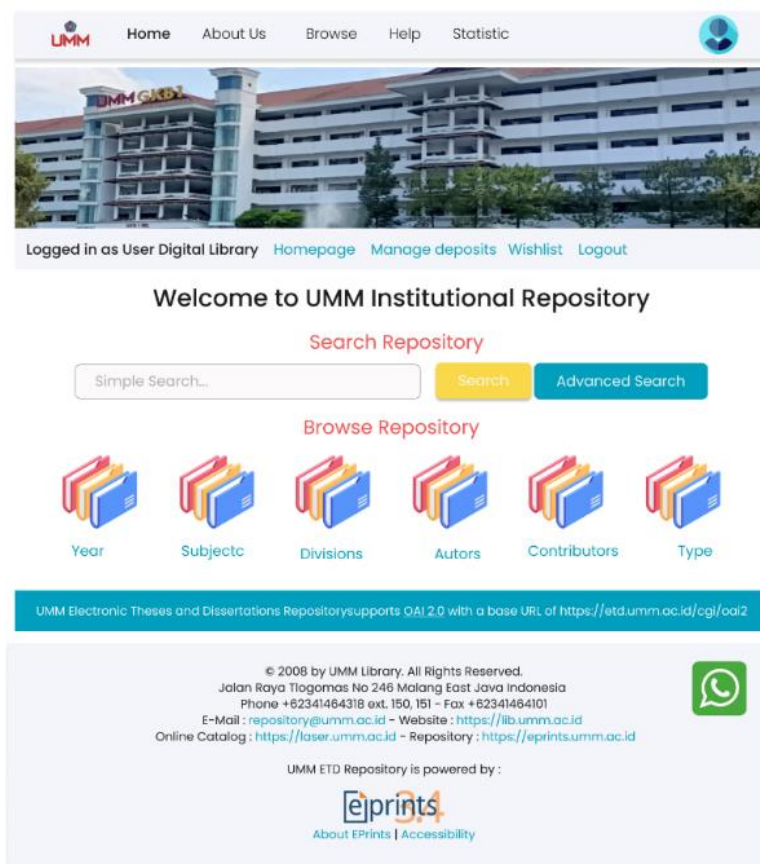 UMM
Home About Us Browse Help Statistic
UMM GKB 1
Logged in as User Digital Library Homepage Manage deposits Wishlist Logout
Welcome to UMM Institutional Repository
Search Repository
Simple Search... Search Advanced Search
Browse Repository
Year Subjectc Divisions Autors Contributors Type
UMM Electronic Theses and Dissertations Repositorysupports OAI 2.0 with a base URL of https://etd.umm.ac.id/cgi/oai2
© 2008 by UMM Library. All Rights Reserved.
Jalan Raya Tlogomas No 246 Malang East Java Indonesia
Phone +62341464318 ext. 150, 151 - Fax +62341464101
E-Mail : repository@umm.ac.id - Website : https://lib.umm.ac.id
Online Catalog : https://laser.umm.ac.id - Repository : https://eprints.umm.ac.id
UMM ETD Repository is powered by :
eprints 3.4
About EPrints | Accessibility